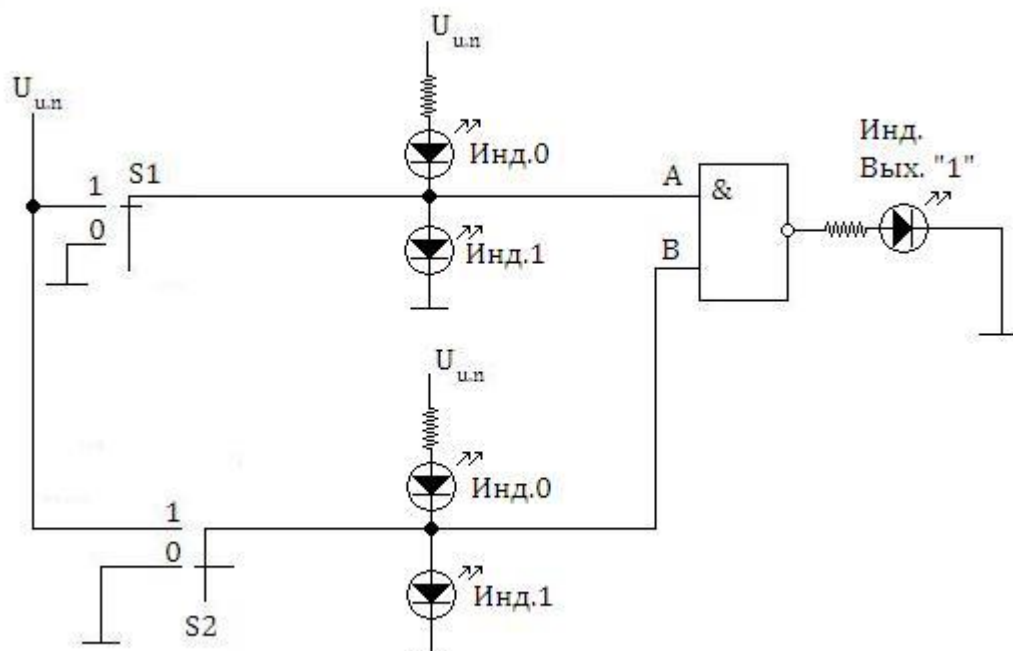 U и.п
U и.п
S1
1
0
Инд.0
Инд.1
A
B
&
Инд.
Вых. "1"
U и.п
Инд.0
Инд.1
1
0
S2